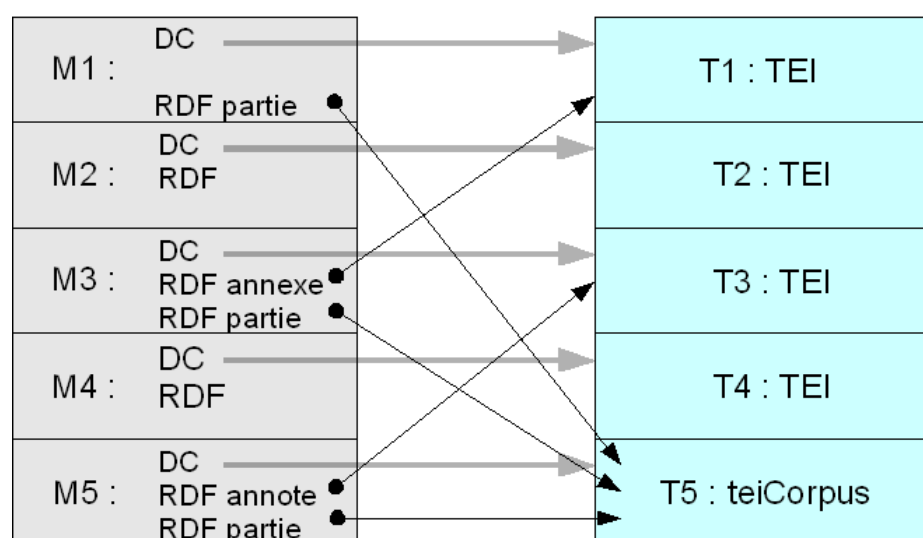 DC
M1 :
RDF partie
T1 : TEI
DC
M2 : RDF
T2 : TEI
DC
M3 : RDF annexe
RDF partie
T3 : TEI
DC
M4 : RDF
T4 : TEI
DC
M5 : RDF annote
RDF partie
T5 : teiCorpus